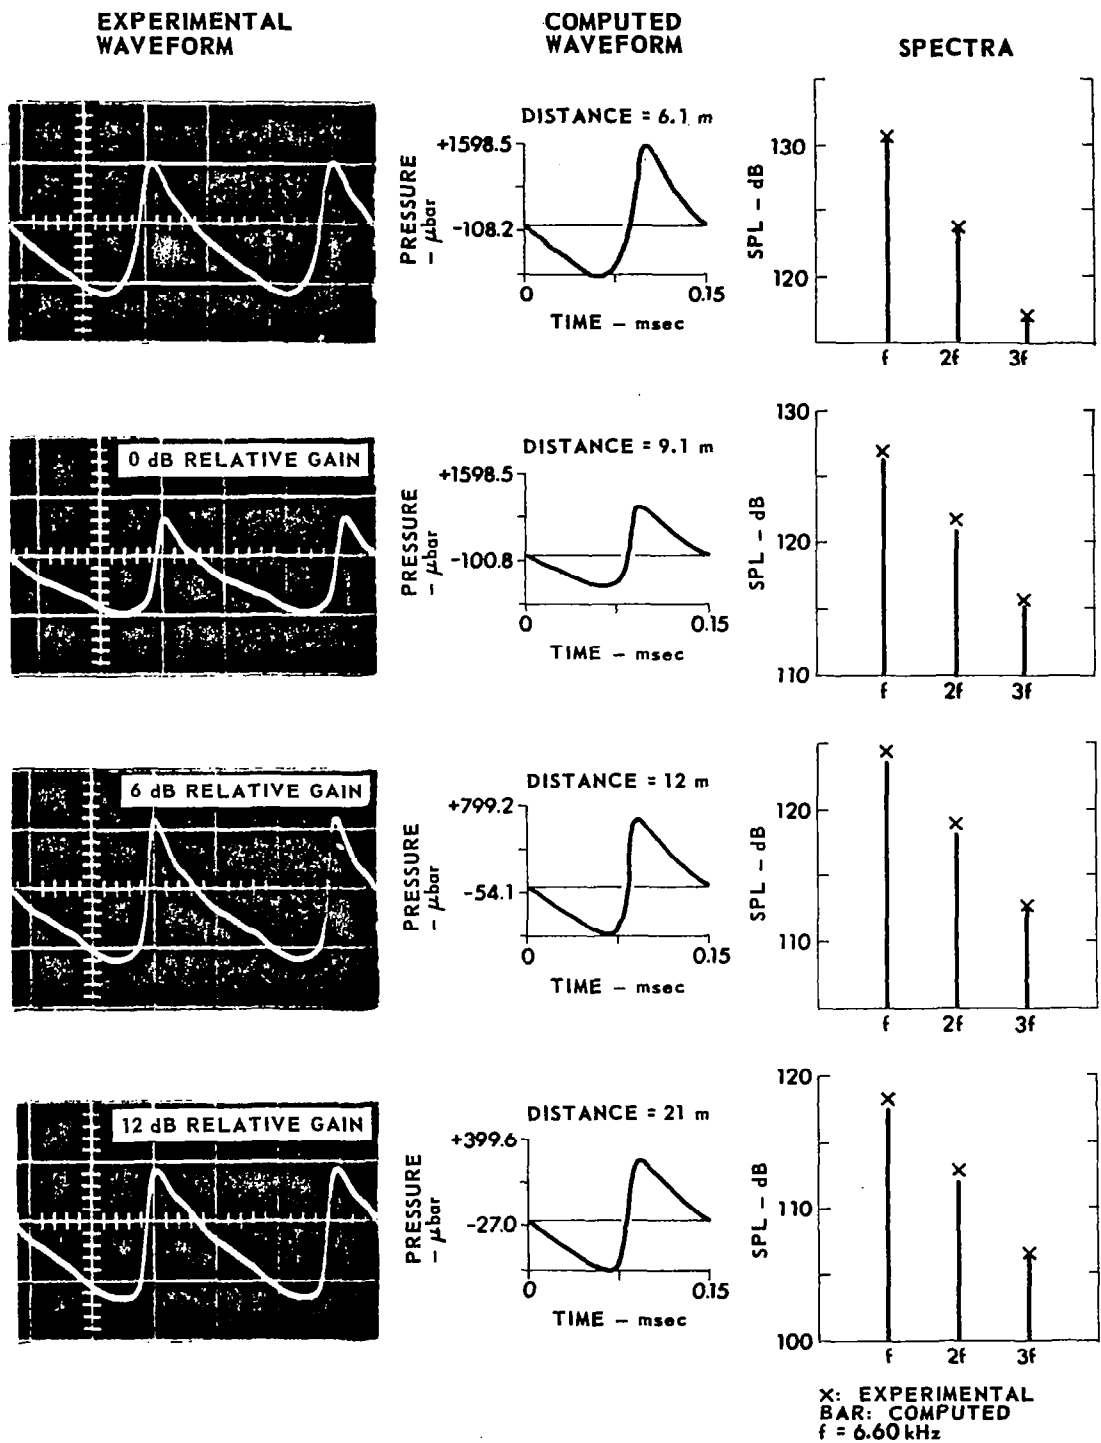 EXPERIMENTAL
WAVEFORM
COMPUTED
WAVEFORM
SPECTRA
DISTANCE = 6.1 m
+1598.5
-108.2
PRESSURE
- μbar
0
0.15
TIME - msec
130
120
SPL - dB
f
2f
3f
0 dB RELATIVE GAIN
DISTANCE = 9.1 m
+1598.5
-100.8
PRESSURE
- μbar
0
0.15
TIME - msec
130
120
110
SPL - dB
f
2f
3f
6 dB RELATIVE GAIN
DISTANCE = 12 m
+799.2
-54.1
PRESSURE
- μbar
0
0.15
TIME - msec
120
110
SPL - dB
f
2f
3f
12 dB RELATIVE GAIN
DISTANCE = 21 m
+399.6
-27.0
PRESSURE
- μbar
0
0.15
TIME - msec
120
110
100
SPL - dB
f
2f
3f
X: EXPERIMENTAL
BAR: COMPUTED
f = 6.60 kHz